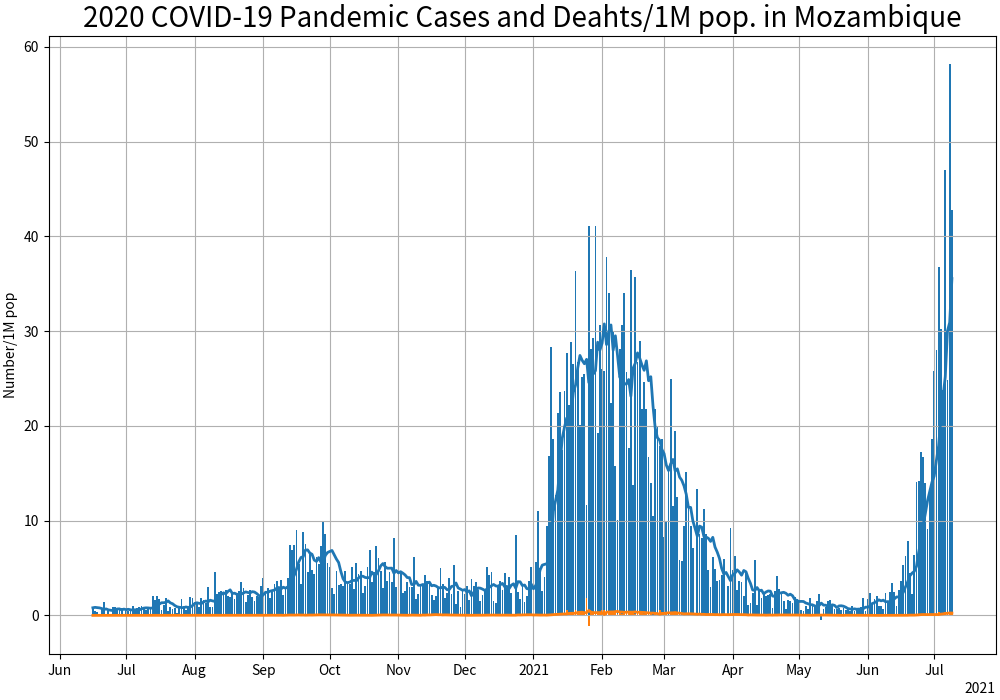 2020 COVID-19 Pandemic Cases and Deahts/1M pop. in Mozambique
Number/1M pop
60
50
40
30
20
10
0
Jun Jul Aug Sep Oct Nov Dec 2021 Feb Mar Apr May Jun Jul
2021